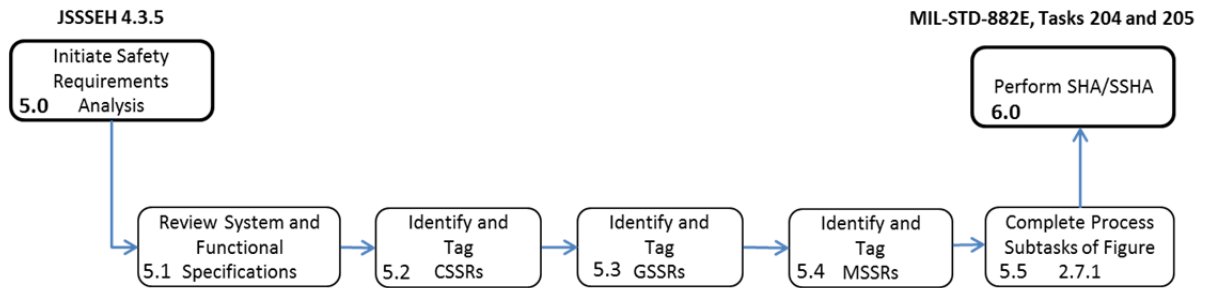 JSSSEH 4.3.5
MIL-STD-882E, Tasks 204 and 205
Initiate Safety
Requirements
5.0 Analysis
Perform SHA/SSHA
6.0
Review System and
Functional
5.1 Specifications
Identify and
Tag
5.2 CSSRs
Identify and
Tag
5.3 GSSRs
Identify and
Tag
5.4 MSSRs
Complete Process
Subtasks of Figure
5.5 2.7.1